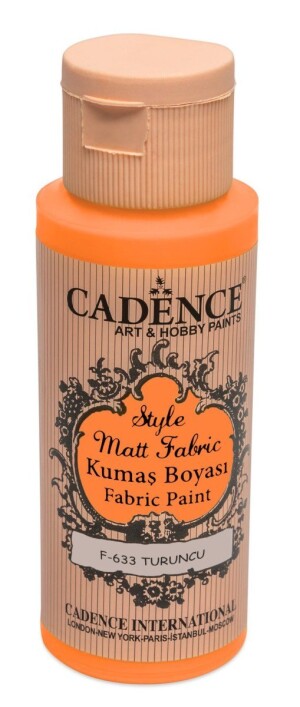 CADENCE®
ART & HOBBY PAINTS
Style
Matt Fabric
Kumaş Boyası
Fabric Paint
F-633 TURUNCU
CADENCE INTERNATIONAL
LONDON-NEW YORK-PARIS-İSTANBUL-MOSCOW